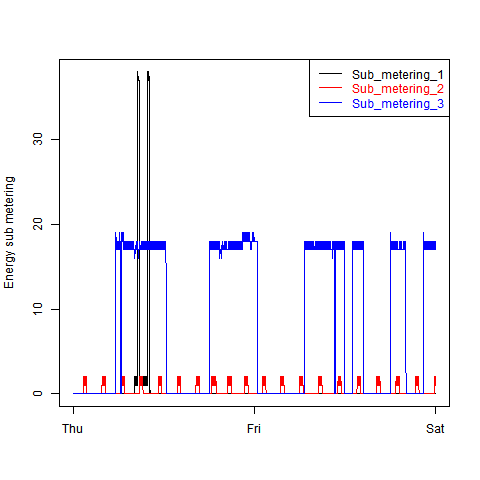 Sub_metering_1
Sub_metering_2
Sub_metering_3
Energy sub metering
30
20
10
0
Thu Fri Sat